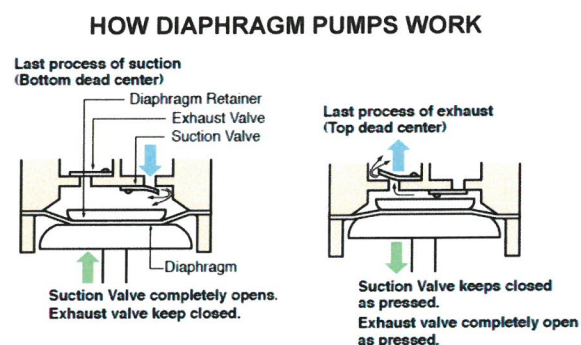 HOW DIAPHRAGM PUMPS WORK
Last process of suction
(Bottom dead center)
Diaphragm Retainer
Exhaust Valve
Suction Valve
Diaphragm
Suction Valve completely opens.
Exhaust valve keep closed.
Last process of exhaust
(Top dead center)
Suction Valve keeps closed
as pressed.
Exhaust valve completely open
as pressed.